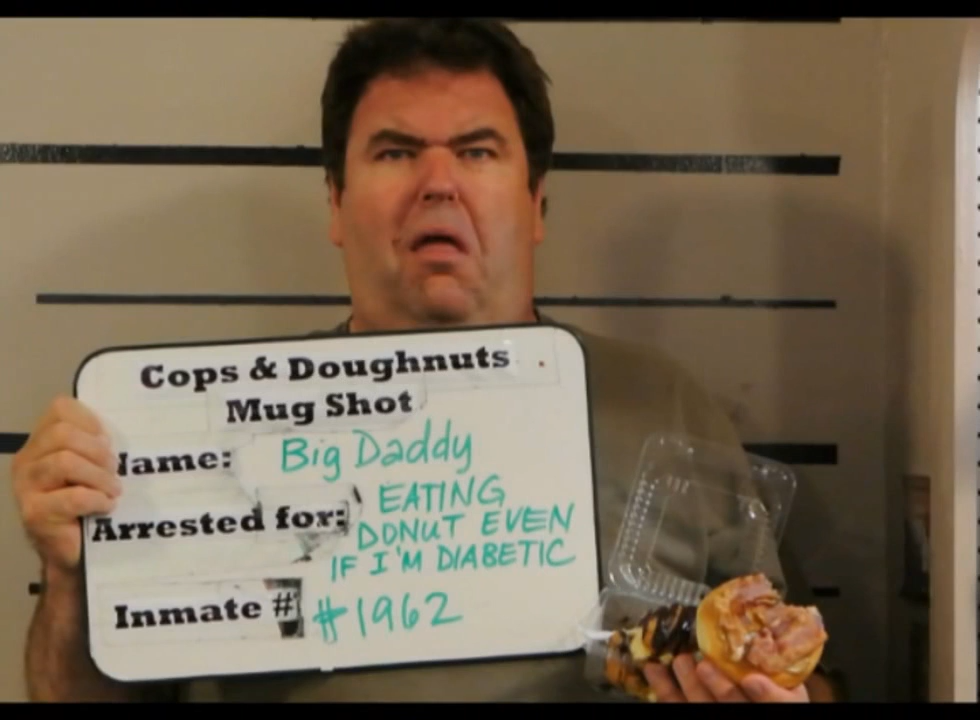 Cops & Doughnuts
Mug Shot
Name: Big Daddy
Arrested for: EATING
DONUT EVEN
IF I'M DIABETIC
Inmate # #1962